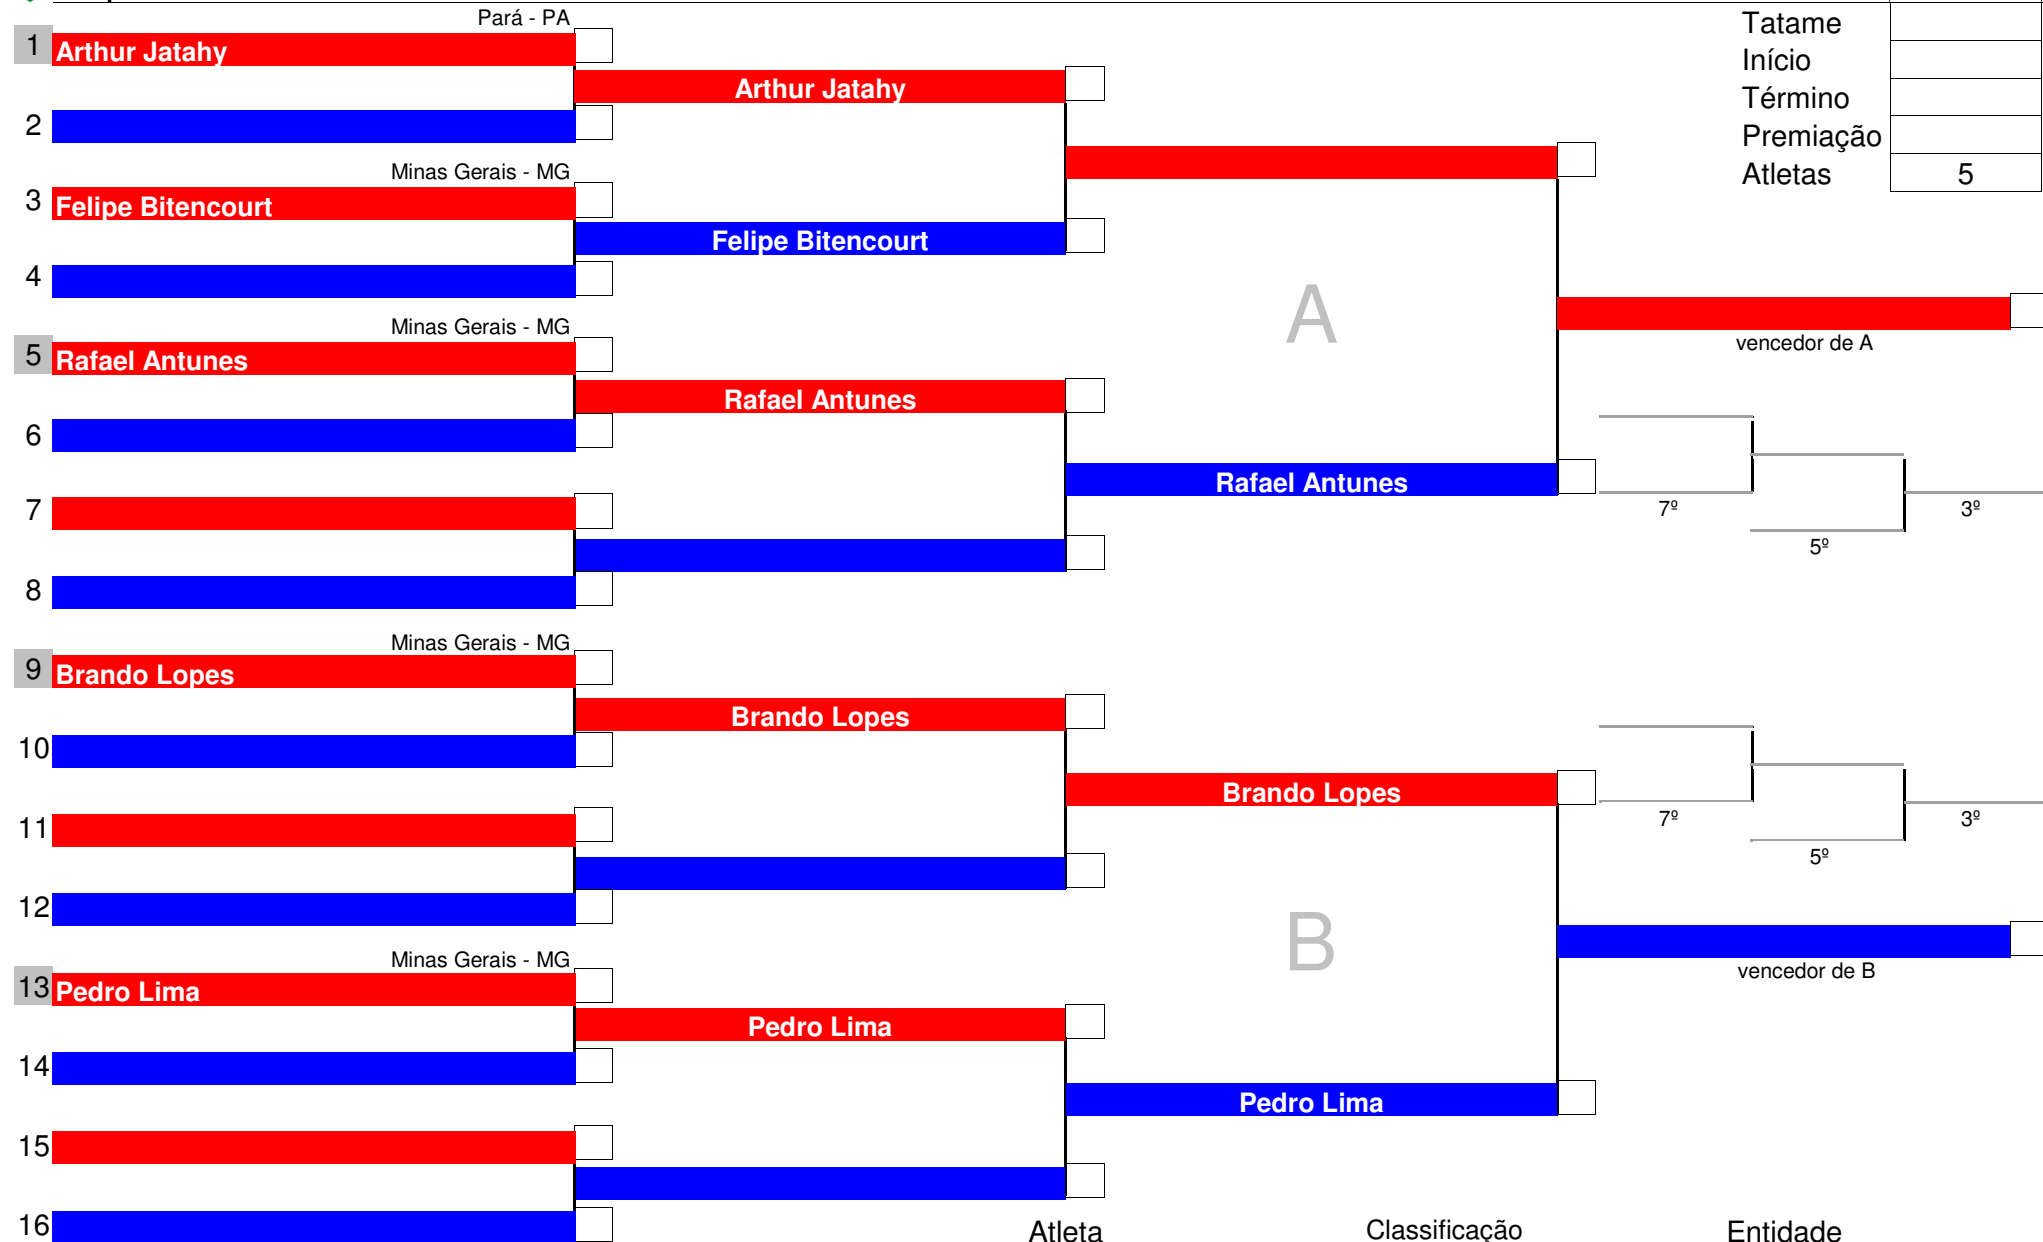 Pará - PA
Tatame
1 Arthur Jatahy
Início
Arthur Jatahy
Término
2
Premiação
Minas Gerais - MG
Atletas 5
3 Felipe Bitencourt
Felipe Bitencourt
4
A
Minas Gerais - MG
vencedor de A
5 Rafael Antunes
Rafael Antunes
6
Rafael Antunes
7
7º 3º
5º
8
Minas Gerais - MG
9 Brando Lopes
Brando Lopes
10
Brando Lopes
11
7º 3º
5º
12
B
Minas Gerais - MG
vencedor de B
13 Pedro Lima
Pedro Lima
14
Pedro Lima
15
16
Atleta Classificação Entidade